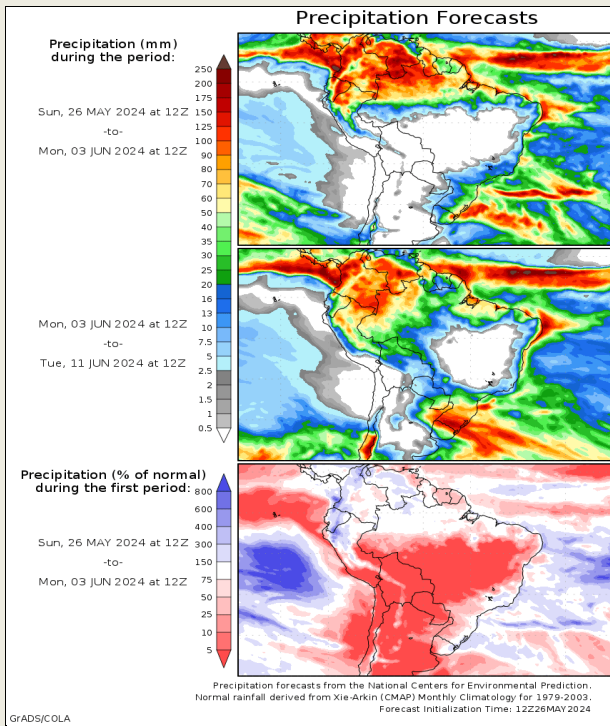 Precipitation Forecasts
Precipitation (mm)
during the period:
Sun, 26 MAY 2024 at 12Z
-to-
Mon, 03 JUN 2024 at 12Z
250
200
175
150
125
100
90
80
70
60
50
40
35
30
25
20
16
13
10
7.5
5
2.5
2
1.5
1
0.5
Mon, 03 JUN 2024 at 12Z
-to-
Tue, 11 JUN 2024 at 12Z
Precipitation (% of normal)
during the first period:
Sun, 26 MAY 2024 at 12Z
-to-
Mon, 03 JUN 2024 at 12Z
800
600
400
300
150
75
50
25
10
5
Precipitation forecasts from the National Centers for Environmental Prediction.
Normal rainfall derived from Xie-Arkin (CMAP) Monthly Climatology for 1979-2003.
Forecast Initialization Time: 12Z26MAY2024
GrADS/COLA